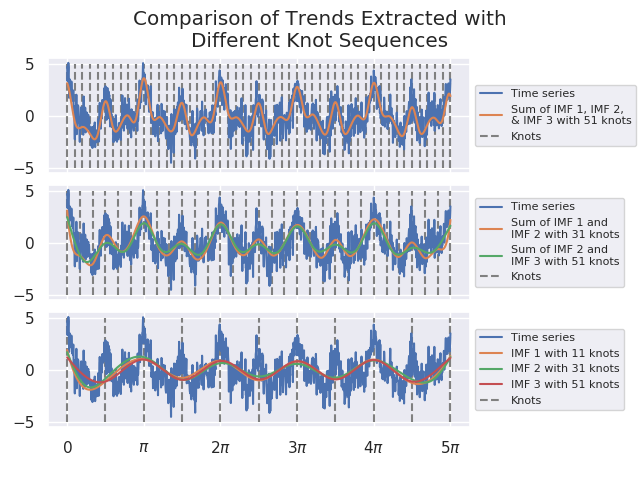 Comparison of Trends Extracted with
Different Knot Sequences
5
0
−5
Time series
Sum of IMF 1, IMF 2,
& IMF 3 with 51 knots
Knots
5
0
−5
Time series
Sum of IMF 1 and
IMF 2 with 31 knots
Sum of IMF 2 and
IMF 3 with 51 knots
Knots
5
0
−5
Time series
IMF 1 with 11 knots
IMF 2 with 31 knots
IMF 3 with 51 knots
Knots
0 π 2π 3π 4π 5π